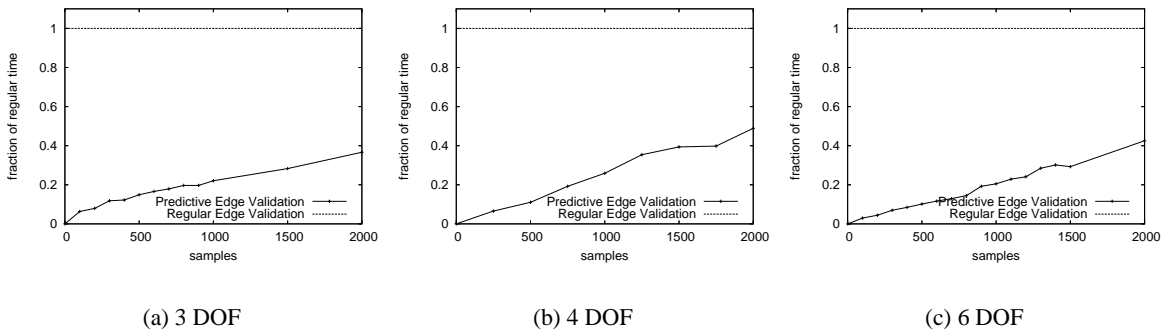 fraction of regular time
1
0.8
0.6
0.4
0.2
0
Predictive Edge Validation
Regular Edge Validation
0 500 1000 1500 2000
samples
(a) 3 DOF
fraction of regular time
1
0.8
0.6
0.4
0.2
0
Predictive Edge Validation
Regular Edge Validation
0 500 1000 1500 2000
samples
(b) 4 DOF
fraction of regular time
1
0.8
0.6
0.4
0.2
0
Predictive Edge Validation
Regular Edge Validation
0 500 1000 1500 2000
samples
(c) 6 DOF